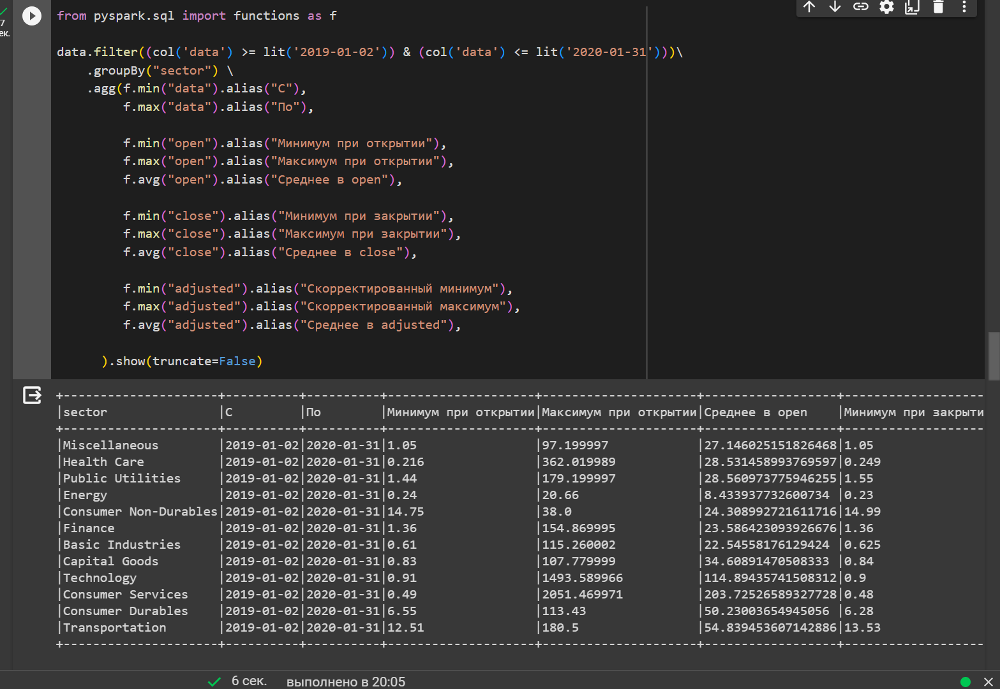 7
ек.
from pyspark.sql import functions as f
data.filter((col('data') >= lit('2019-01-02')) & (col('data') <= lit('2020-01-31')))\
.groupBy("sector") \
.agg(f.min("data").alias("С"),
f.max("data").alias("По"),
f.min("open").alias("Минимум при открытии"),
f.max("open").alias("Максимум при открытии"),
f.avg("open").alias("Среднее в open"),
f.min("close").alias("Минимум при закрытии"),
f.max("close").alias("Максимум при закрытии"),
f.avg("close").alias("Среднее в close"),
f.min("adjusted").alias("Скорректированный минимум"),
f.max("adjusted").alias("Скорректированный максимум"),
f.avg("adjusted").alias("Среднее в adjusted"),
).show(truncate=False)
+---------------------+----------+----------+--------------------+---------------------+------------------+--------------------
|sector |С |По |Минимум при открытии|Максимум при открытии|Среднее в open |Минимум при закрыти
+---------------------+----------+----------+--------------------+---------------------+------------------+--------------------
|Miscellaneous |2019-01-02|2020-01-31|1.05 |97.199997 |27.146025151826468|1.05
|Health Care |2019-01-02|2020-01-31|0.216 |362.019989 |28.531458993769597|0.249
|Public Utilities |2019-01-02|2020-01-31|1.44 |179.199997 |28.560973775946255|1.55
|Energy |2019-01-02|2020-01-31|0.24 |20.66 |8.433937732600734 |0.23
|Consumer Non-Durables|2019-01-02|2020-01-31|14.75 |38.0 |24.308992721611716|14.99
|Finance |2019-01-02|2020-01-31|1.36 |154.869995 |23.586423093926676|1.36
|Basic Industries |2019-01-02|2020-01-31|0.61 |115.260002 |22.54558176129424 |0.625
|Capital Goods |2019-01-02|2020-01-31|0.83 |107.779999 |34.60891470508333 |0.84
|Technology |2019-01-02|2020-01-31|0.91 |1493.589966 |114.89435741508312|0.9
|Consumer Services |2019-01-02|2020-01-31|0.49 |2051.469971 |203.72526589327728|0.48
|Consumer Durables |2019-01-02|2020-01-31|6.55 |113.43 |50.23003654945056 |6.28
|Transportation |2019-01-02|2020-01-31|12.51 |180.5 |54.839453607142886|13.53
+---------------------+----------+----------+--------------------+---------------------+------------------+--------------------
6 сек. выполнено в 20:05